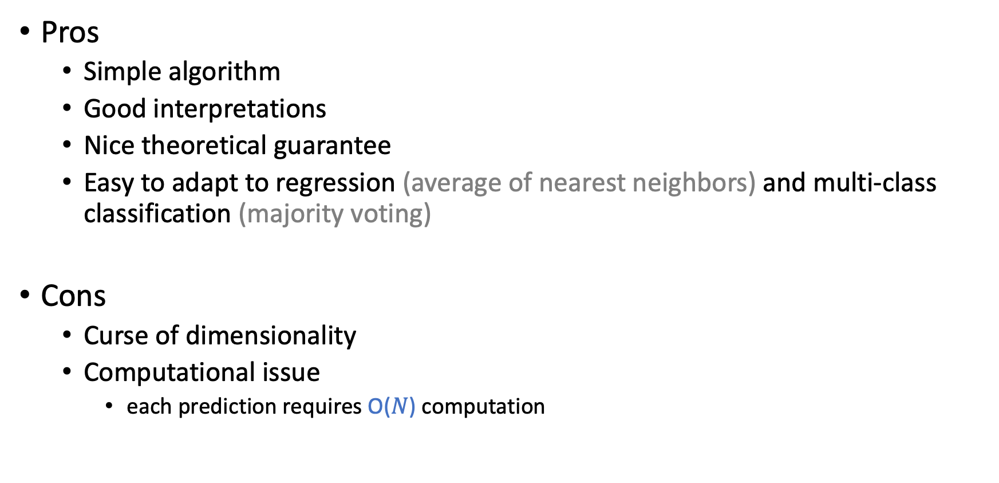 • Pros
• Simple algorithm
• Good interpretations
• Nice theoretical guarantee
• Easy to adapt to regression (average of nearest neighbors) and multi-class
classification (majority voting)
• Cons
• Curse of dimensionality
• Computational issue
• each prediction requires O(N) computation